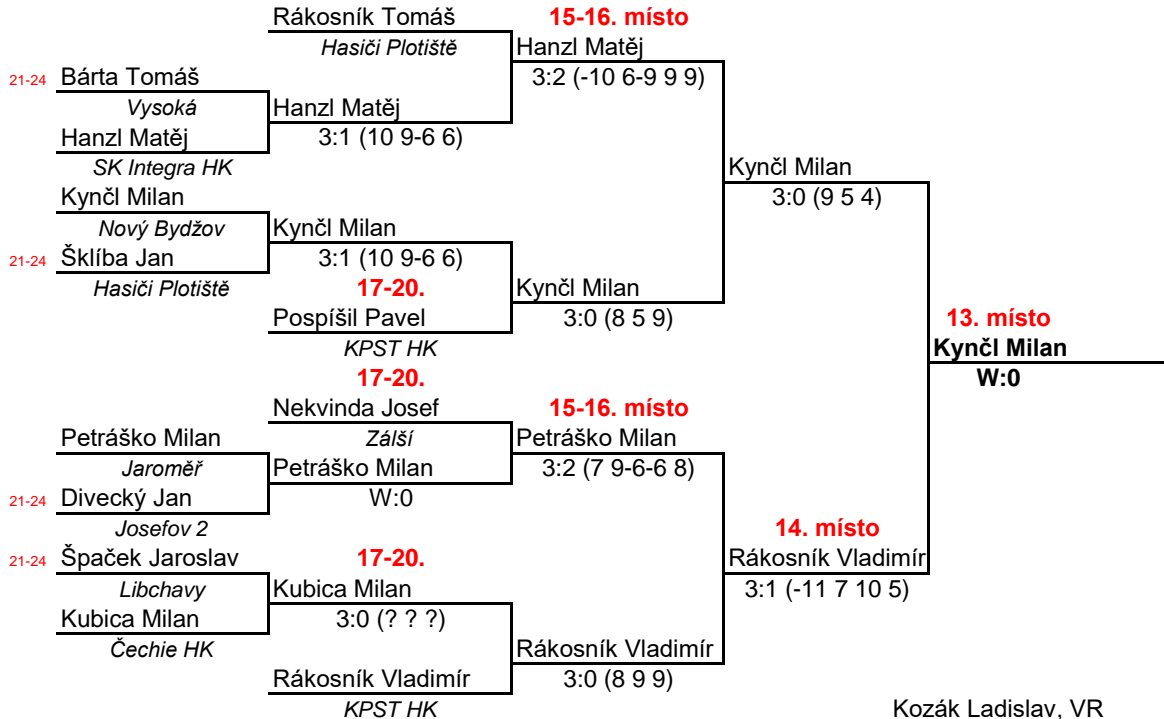 Rákosník Tomáš 15-16. místo
Hasiči Plotiště Hanzl Matěj
21-24 Bárta Tomáš 3:2 (-10 6-9 9 9)
Vysoká Hanzl Matěj
Hanzl Matěj 3:1 (10 9-6 6)
SK Integra HK Kynčl Milan
Kynčl Milan 3:0 (9 5 4)
Nový Bydžov Kynčl Milan
21-24 Šklíba Jan 3:1 (10 9-6 6)
Hasiči Plotiště 17-20. Kynčl Milan
Pospíšil Pavel 3:0 (8 5 9) 13. místo
KPST HK Kynčl Milan
17-20. W:0
Nekvinda Josef 15-16. místo
Petráško Milan Zálší Petráško Milan
Jaroměř Petráško Milan 3:2 (7 9-6-6 8)
21-24 Divecký Jan W:0
Josefov 2 14. místo
21-24 Špaček Jaroslav 17-20. Rákosník Vladimír
Libchavy Kubica Milan 3:1 (-11 7 10 5)
Kubica Milan 3:0 (? ? ?)
Čechie HK Rákosník Vladimír
Rákosník Vladimír 3:0 (8 9 9)
KPST HK Kozák Ladislav, VR